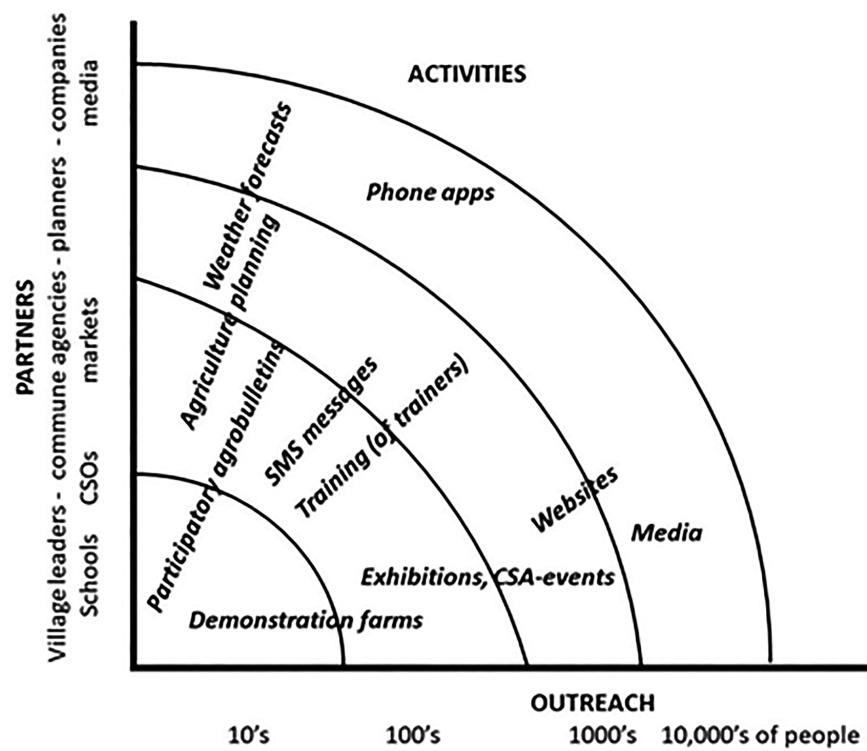 ACTIVITIES
PARTNERS
Village leaders - commune agencies - planners - companies
Schools CSOs markets media
Weather forecasts
Phone apps
Agriculture planning
Participatory agrobulletins
SMS messages
Training (of trainers)
Websites
Media
Exhibitions, CSA-events
Demonstration farms
OUTREACH
10's 100's 1000's 10,000's of people